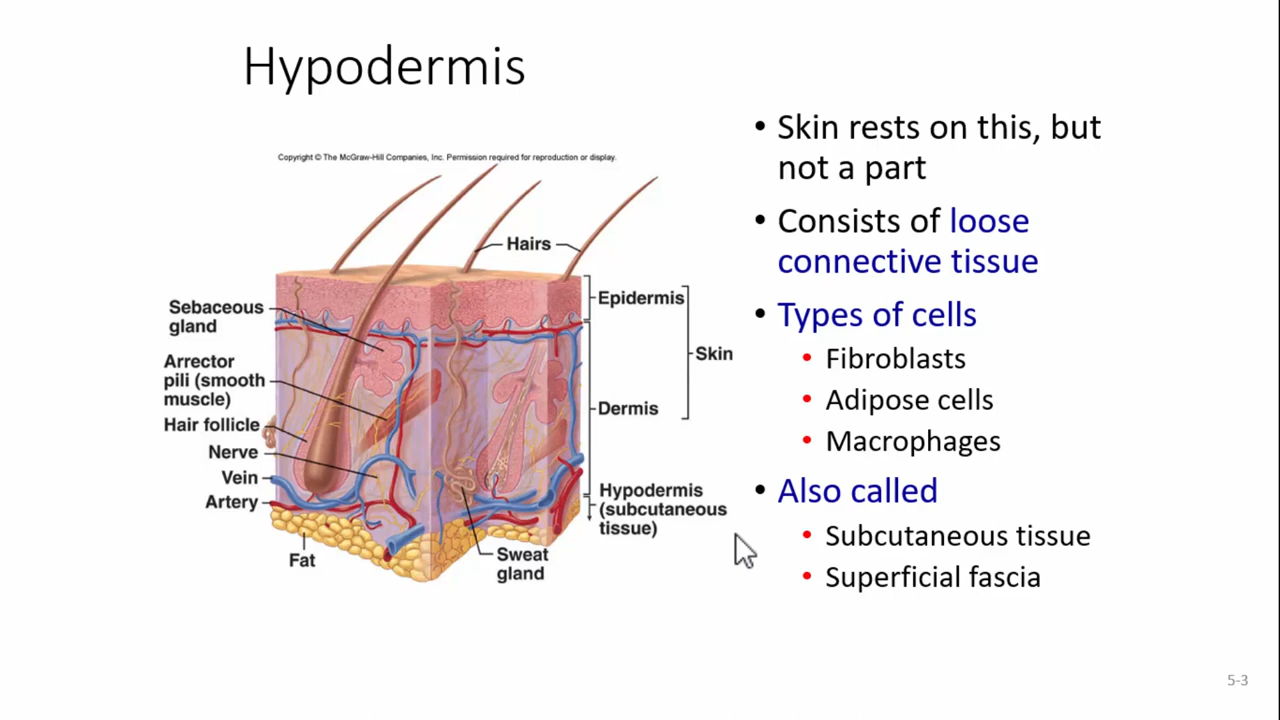 Hypodermis
Copyright © The McGraw-Hill Companies, Inc. Permission required for reproduction or display.
Hairs
Epidermis
Sebaceous
gland
Skin
Arrector
pili (smooth
muscle)
Dermis
Hair follicle
Nerve
Vein
Artery
Hypodermis
(subcutaneous
tissue)
Fat
Sweat
gland
• Skin rests on this, but
not a part
• Consists of loose
connective tissue
• Types of cells
• Fibroblasts
• Adipose cells
• Macrophages
• Also called
• Subcutaneous tissue
• Superficial fascia
5-3